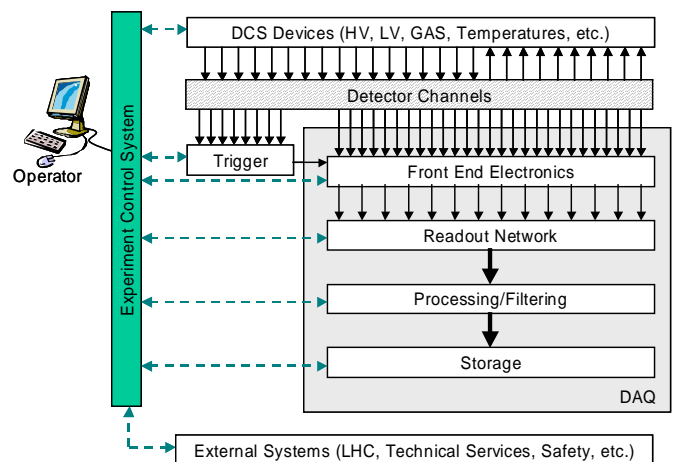 DCS Devices (HV, LV, GAS, Temperatures, etc.)
Detector Channels
Trigger
Front End Electronics
Operator
Experiment Control System
Readout Network
Processing/Filtering
Storage
DAQ
External Systems (LHC, Technical Services, Safety, etc.)